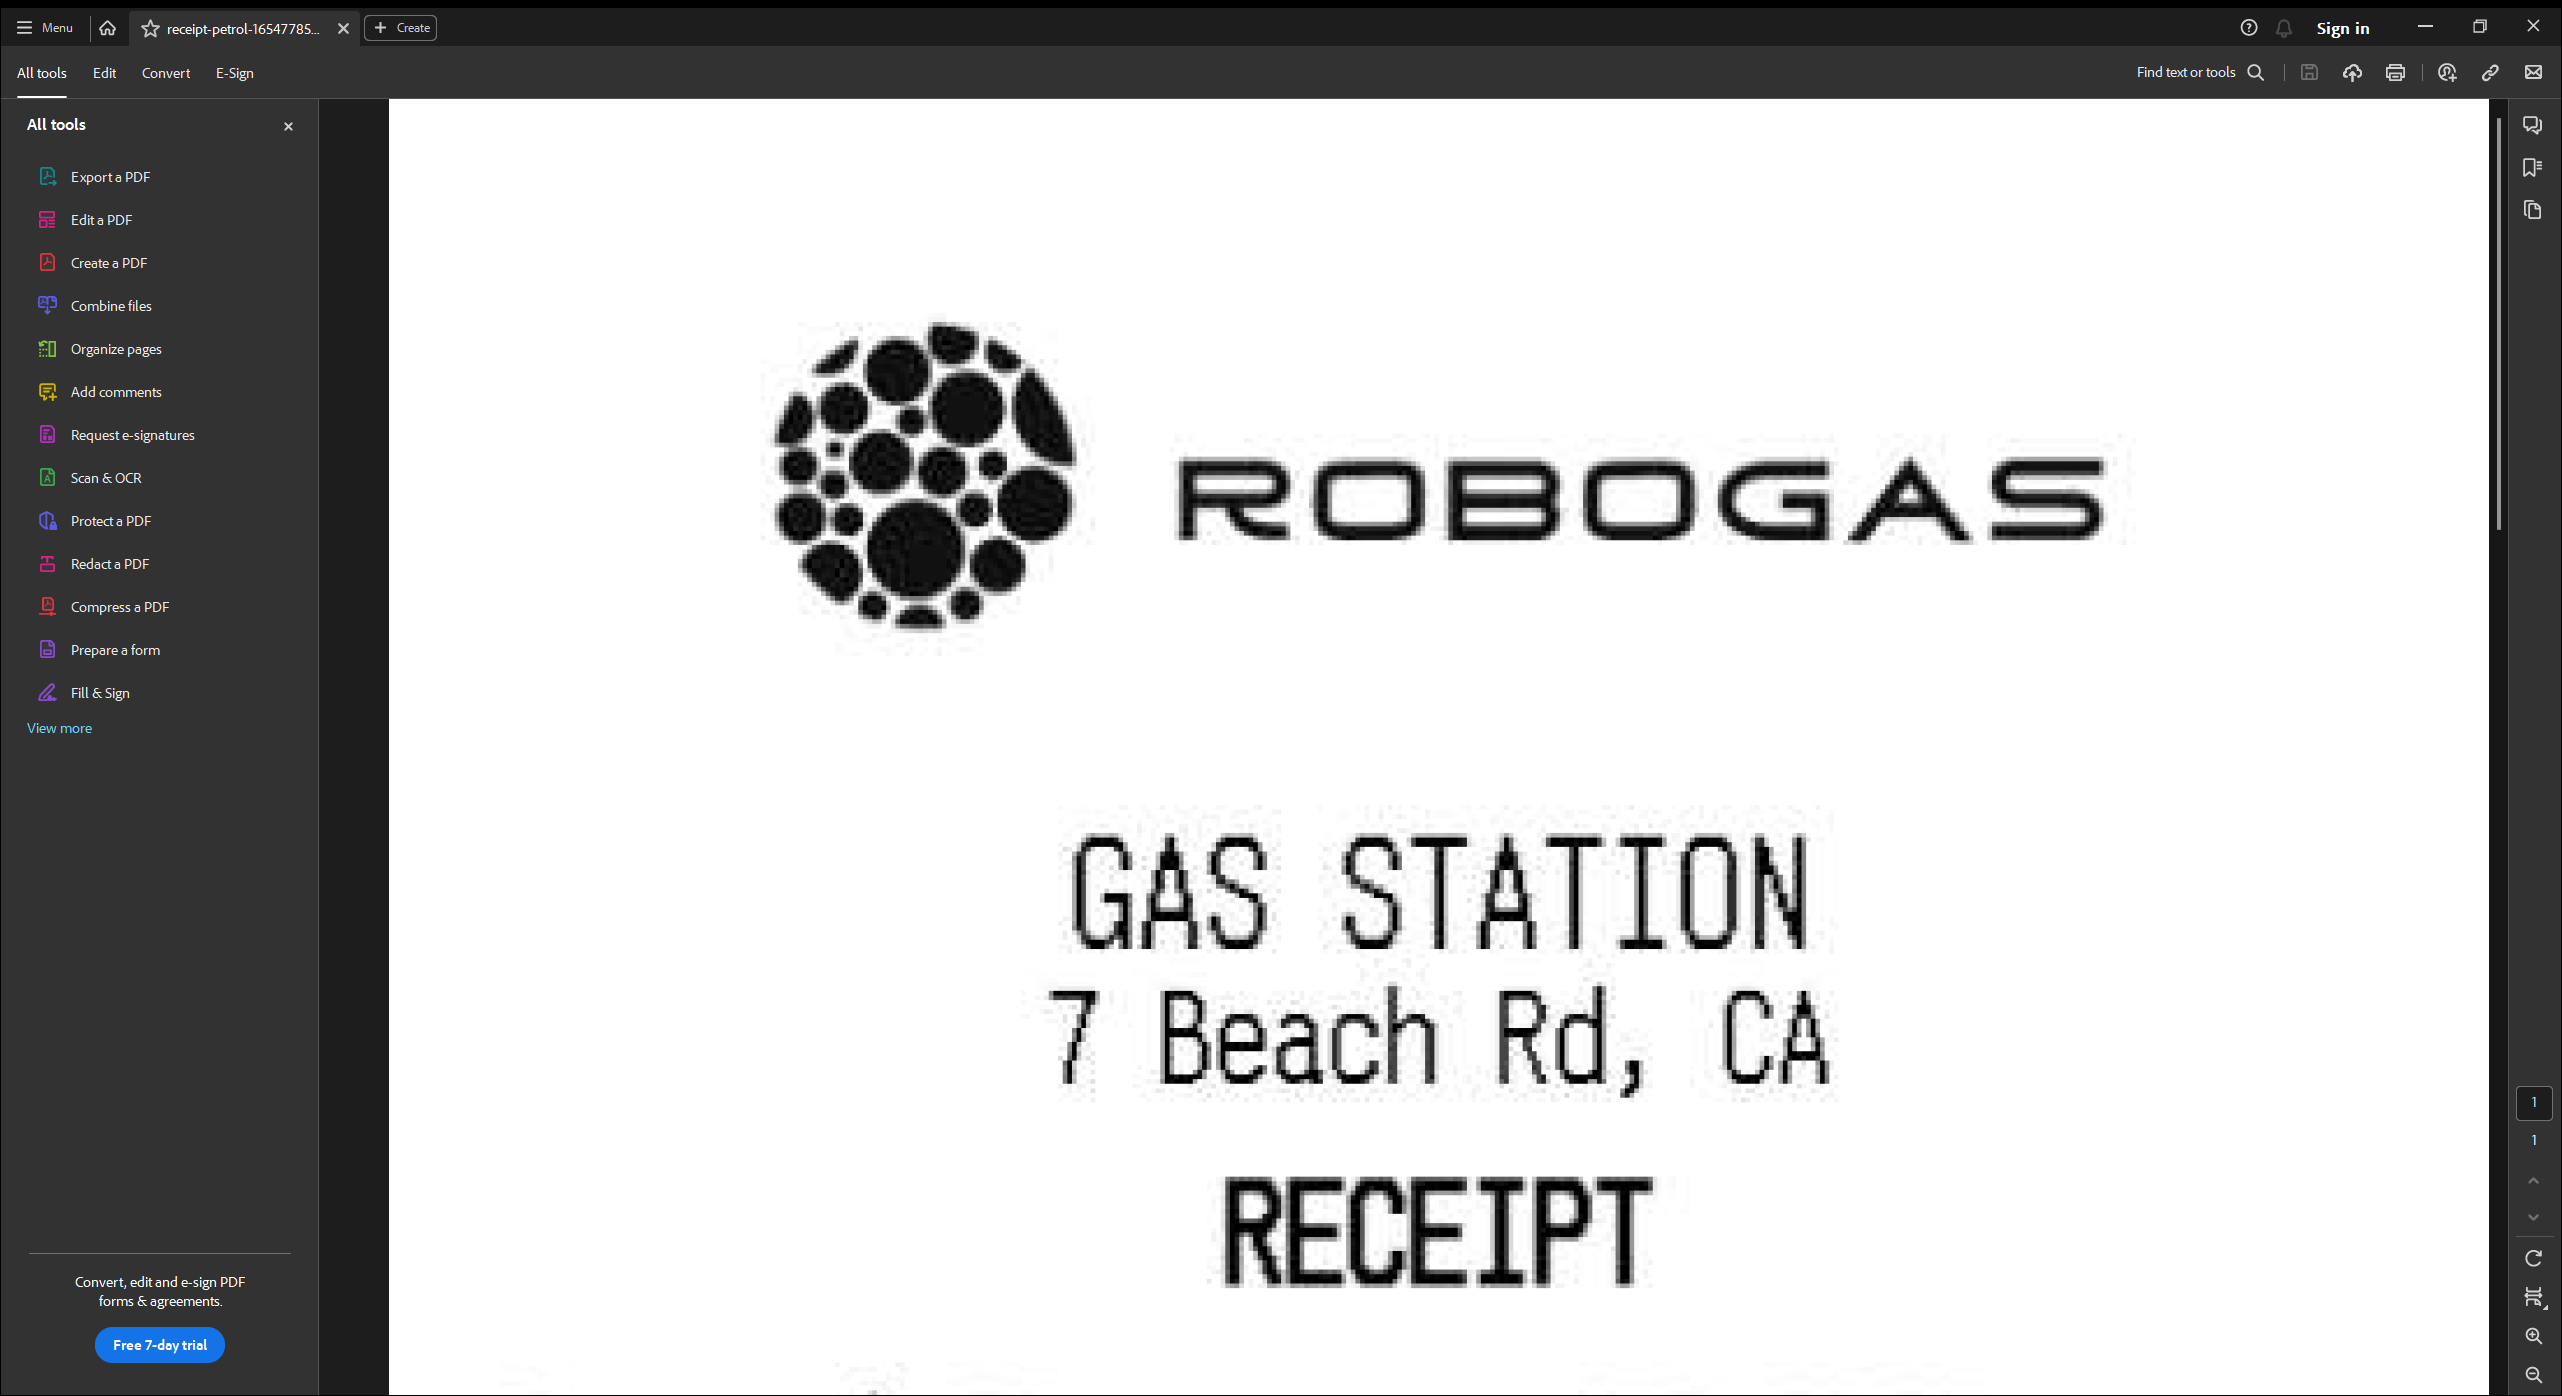 Menu
receipt-petrol-16547785...
Create
Sign in
All tools
Edit
Convert
E-Sign
Find text or tools
All tools
Export a PDF
Edit a PDF
Create a PDF
Combine files
Organize pages
Add comments
Request e-signatures
Scan & OCR
Protect a PDF
Redact a PDF
Compress a PDF
Prepare a form
Fill & Sign
View more
Convert, edit and e-sign PDF
forms & agreements.
Free 7-day trial
ROBOGAS
GAS STATION
7 Beach Rd, CA
RECEIPT
1
1